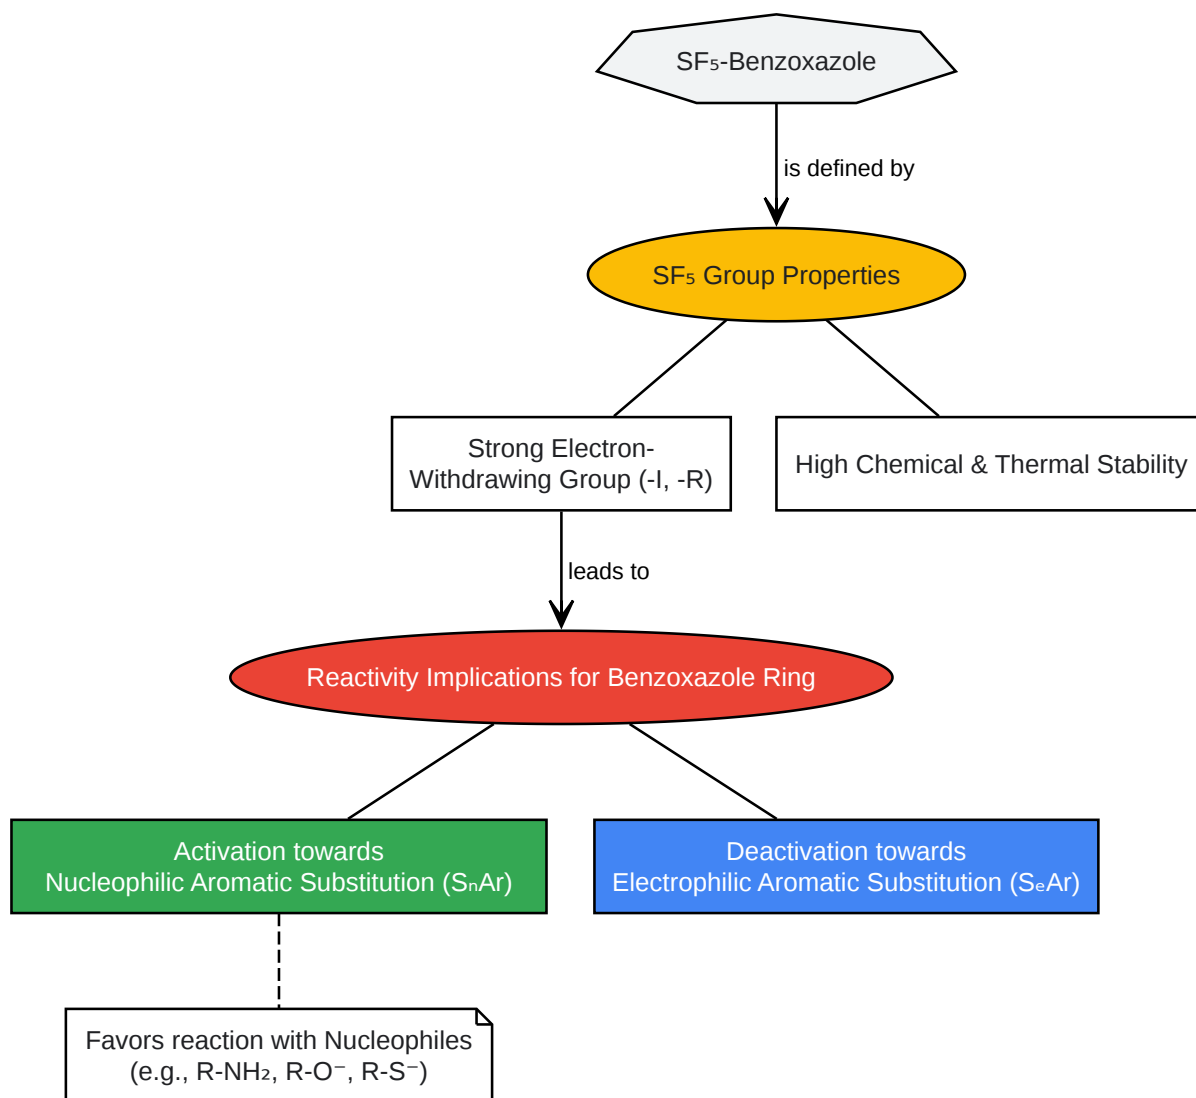 SF₅-Benzoxazole
is defined by
SF₅ Group Properties
Strong Electron-
Withdrawing Group (-I, -R)
High Chemical & Thermal Stability
leads to
Reactivity Implications for Benzoxazole Ring
Activation towards
Nucleophilic Aromatic Substitution (SₙAr)
Deactivation towards
Electrophilic Aromatic Substitution (SₑAr)
Favors reaction with Nucleophiles
(e.g., R-NH₂, R-O⁻, R-S⁻)